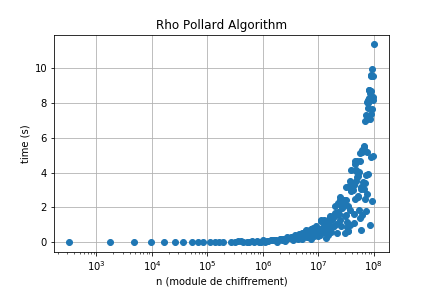 Rho Pollard Algorithm
time (s)
10
8
6
4
2
0
10³ 10⁴ 10⁵ 10⁶ 10⁷ 10⁸
n (module de chiffrement)